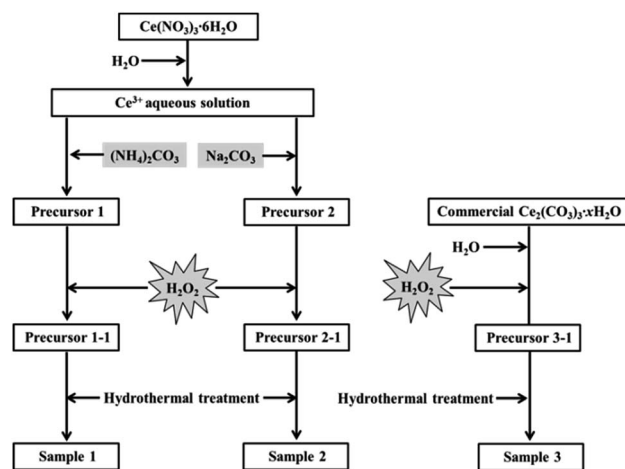 Ce(NO₃)₃·6H₂O
H₂O
Ce³⁺ aqueous solution
(NH₄)₂CO₃
Na₂CO₃
Precursor 1
Precursor 2
Commercial Ce₂(CO₃)₃·xH₂O
H₂O
H₂O₂
H₂O₂
Precursor 1-1
Precursor 2-1
Precursor 3-1
Hydrothermal treatment
Hydrothermal treatment
Sample 1
Sample 2
Sample 3